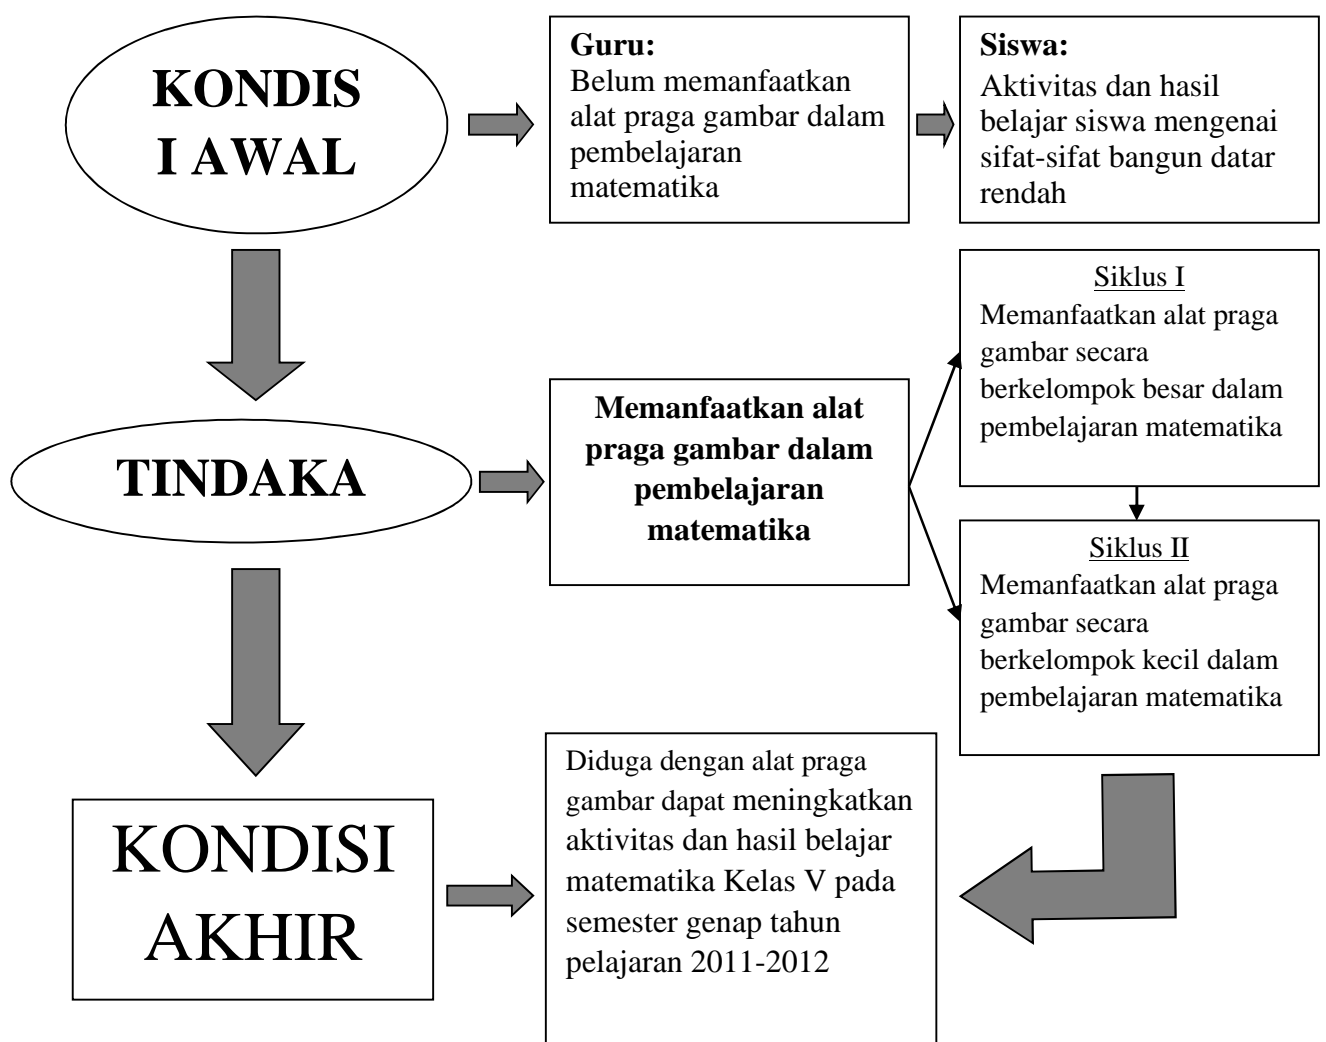 KONDIS
I AWAL
Guru:
Belum memanfaatkan
alat praga gambar dalam
pembelajaran
matematika
Siswa:
Aktivitas dan hasil
belajar siswa mengenai
sifat-sifat bangun datar
rendah
TINDAKA
Memanfaatkan alat
praga gambar dalam
pembelajaran
matematika
Siklus I
Memanfaatkan alat praga
gambar secara
berkelompok besar dalam
pembelajaran matematika
Siklus II
Memanfaatkan alat praga
gambar secara
berkelompok kecil dalam
pembelajaran matematika
KONDISI
AKHIR
Diduga dengan alat praga
gambar dapat meningkatkan
aktivitas dan hasil belajar
matematika Kelas V pada
semester genap tahun
pelajaran 2011-2012